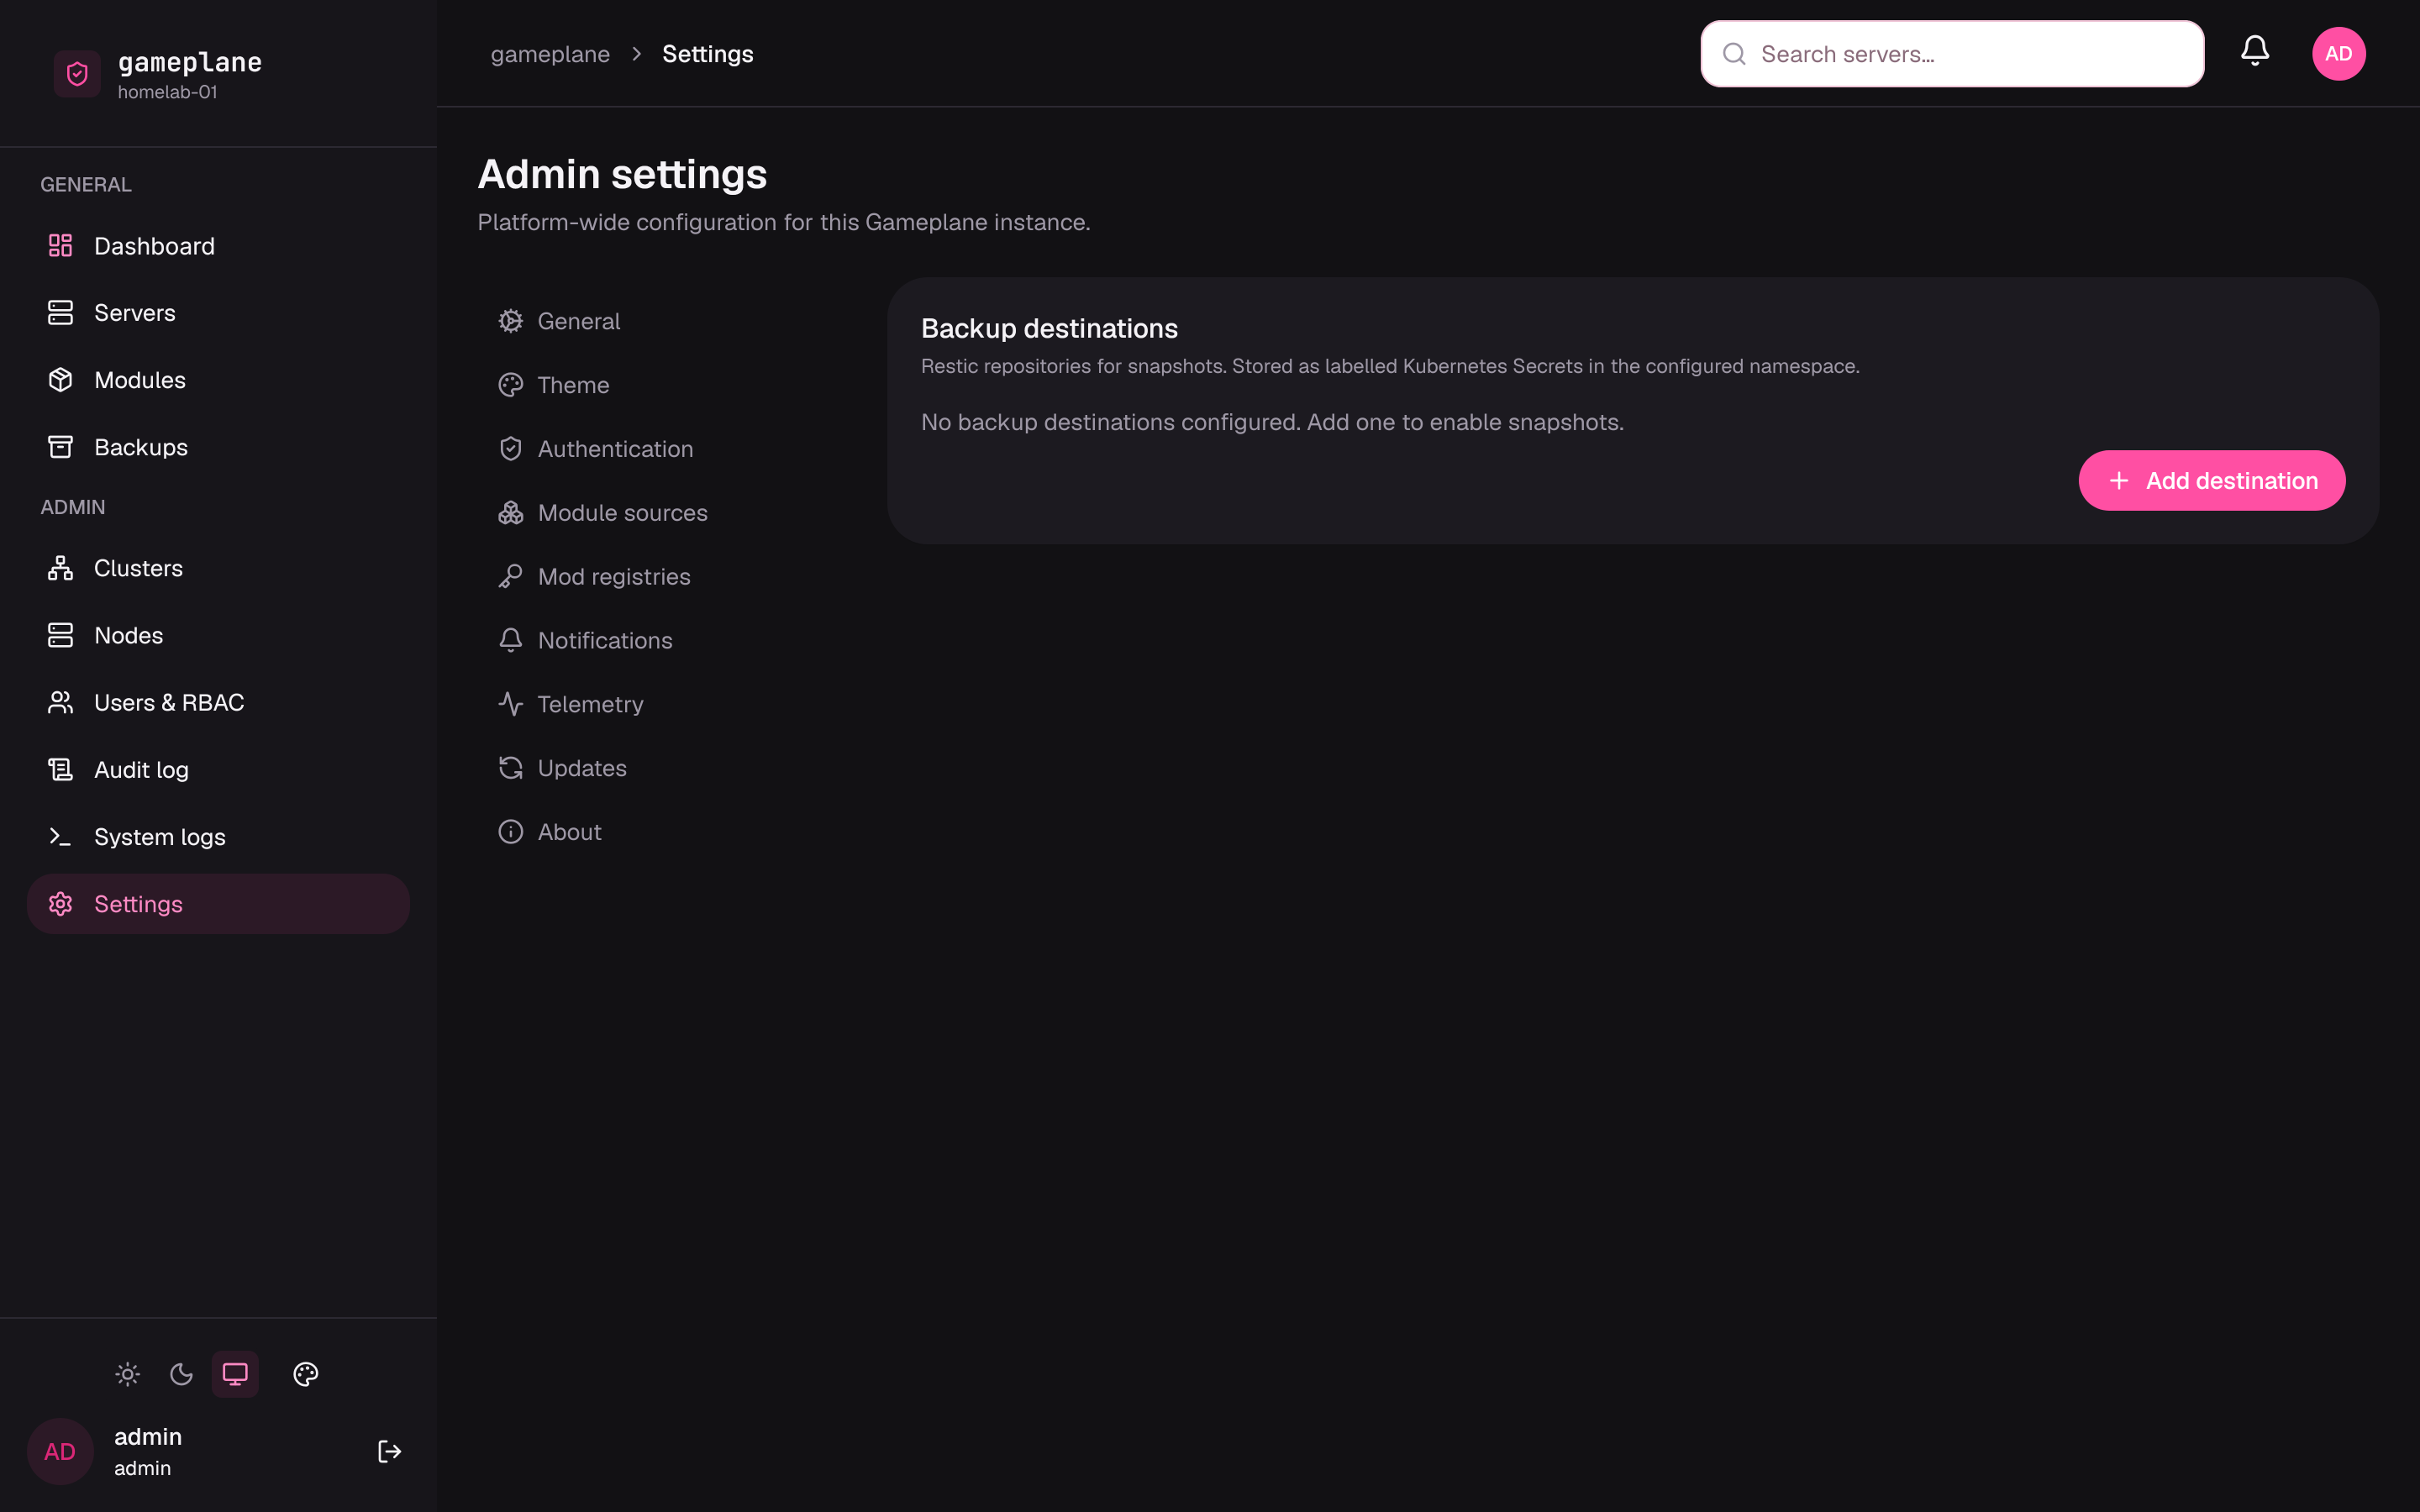 gameplane
homelab-01
GENERAL
Dashboard
Servers
Modules
Backups
ADMIN
Clusters
Nodes
Users & RBAC
Audit log
System logs
Settings
AD
admin
admin
gameplane
Settings
Search servers...
AD
Admin settings
Platform-wide configuration for this Gameplane instance.
General
Theme
Authentication
Module sources
Mod registries
Notifications
Telemetry
Updates
About
Backup destinations
Restic repositories for snapshots. Stored as labelled Kubernetes Secrets in the configured namespace.
No backup destinations configured. Add one to enable snapshots.
Add destination